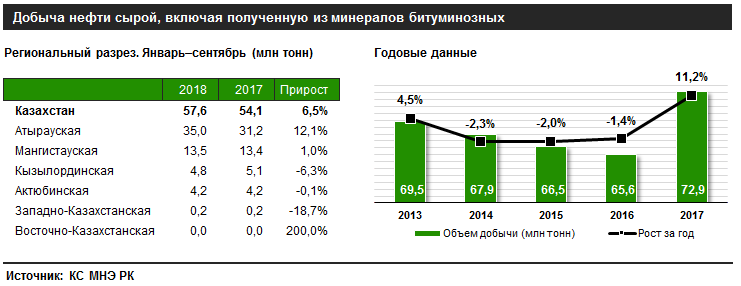 Добыча нефти сырой, включая полученную из минералов битуминозных
Региональный разрез. Январь–сентябрь (млн тонн)
2018 2017 Прирост
Казахстан 57,6 54,1 6,5%
Атырауская 35,0 31,2 12,1%
Мангистауская 13,5 13,4 1,0%
Кызылординская 4,8 5,1 -6,3%
Актюбинская 4,2 4,2 -0,1%
Западно-Казахстанская 0,2 0,2 -18,7%
Восточно-Казахстанская 0,0 0,0 200,0%
Годовые данные
4,5% -2,3% -2,0% -1,4% 11,2%
69,5 67,9 66,5 65,6 72,9
2013 2014 2015 2016 2017
Объем добычи (млн тонн) Рост за год
Источник: КС МНЭ РК